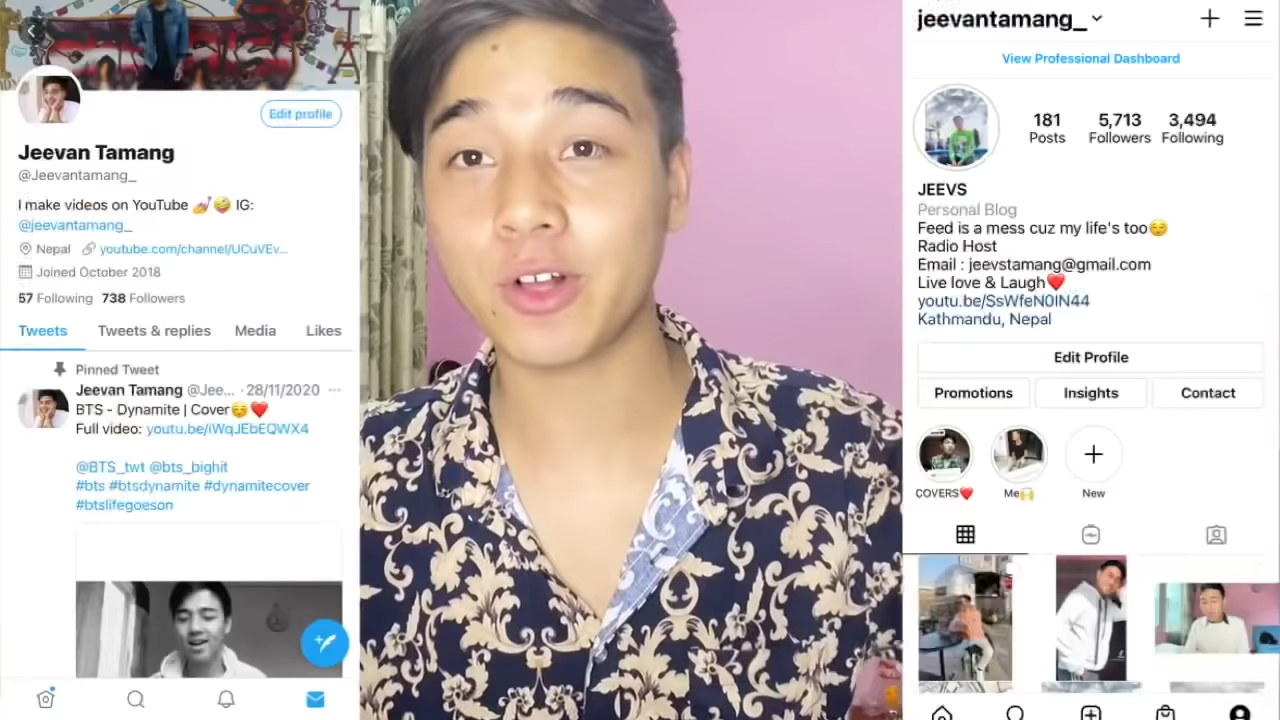 Edit profile
Jeevan Tamang
@Jeevantamang_
I make videos on YouTube 💅🤪 IG:
@jeevantamang_
Nepal youtube.com/channel/UCuVEv...
Joined October 2018
57 Following 738 Followers
Tweets Tweets & replies Media Likes
Pinned Tweet
Jeevan Tamang @Jee... · 28/11/2020
BTS - Dynamite | Cover😌❤️
Full video: youtu.be/iWqJEbEQWX4
@BTS_twt @bts_bighit
#bts #btsdynamite #dynamitecover
#btslifegoeson
jeevantamang_
View Professional Dashboard
181 5,713 3,494
Posts Followers Following
JEEVS
Personal Blog
Feed is a mess cuz my life's too😌
Radio Host
Email : jeevstamang@gmail.com
Live love & Laugh❤️
youtu.be/SsWfeN0IN44
Kathmandu, Nepal
Edit Profile
Promotions Insights Contact
COVERS❤️ Me🙌 New